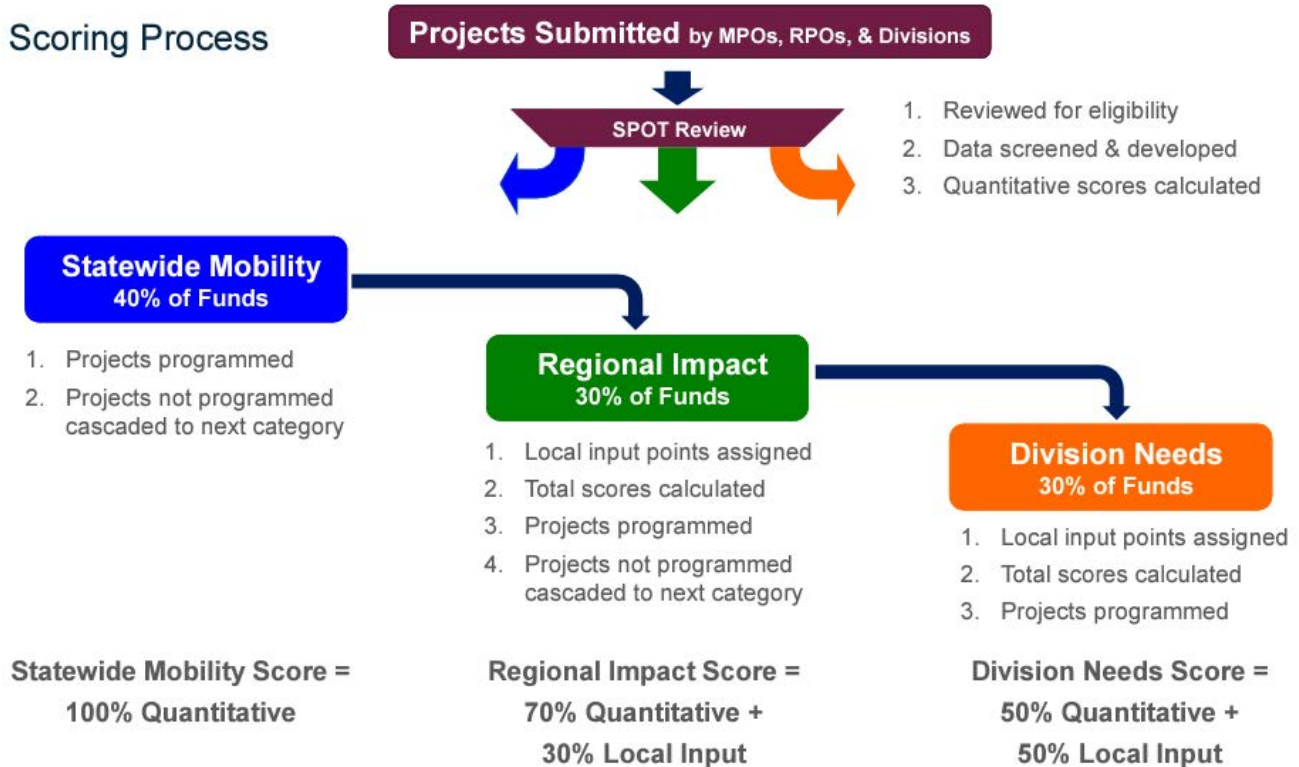 Scoring Process
Projects Submitted by MPOs, RPOs, & Divisions
SPOT Review
1. Reviewed for eligibility
2. Data screened & developed
3. Quantitative scores calculated
Statewide Mobility
40% of Funds
1. Projects programmed
2. Projects not programmed
cascaded to next category
Regional Impact
30% of Funds
1. Local input points assigned
2. Total scores calculated
3. Projects programmed
4. Projects not programmed
cascaded to next category
Division Needs
30% of Funds
1. Local input points assigned
2. Total scores calculated
3. Projects programmed
Statewide Mobility Score =
100% Quantitative
Regional Impact Score =
70% Quantitative +
30% Local Input
Division Needs Score =
50% Quantitative +
50% Local Input